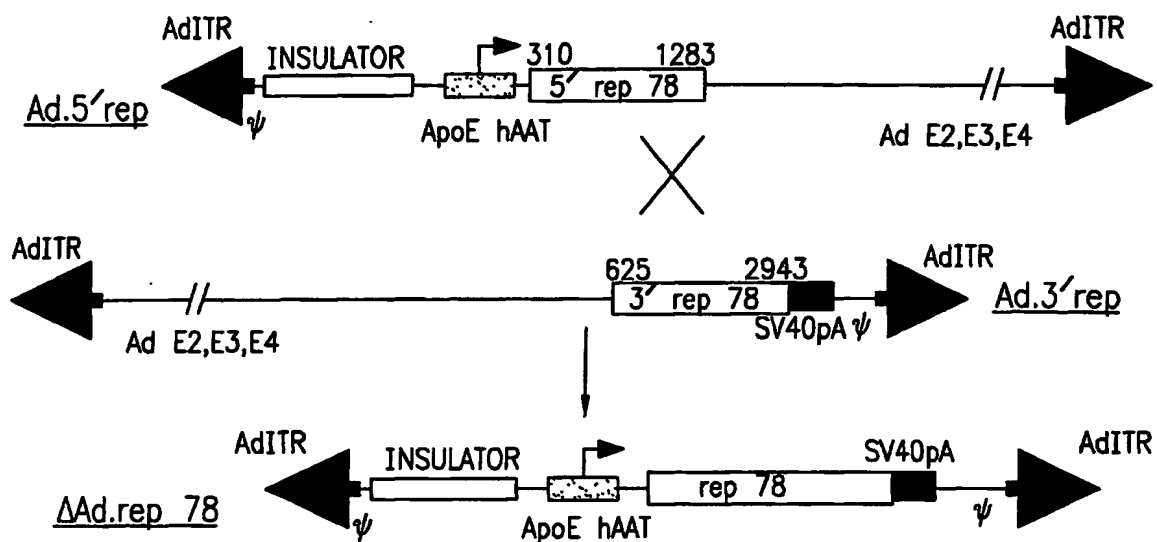 AdITR
AdITR
INSULATOR
310 1283
5′ rep 78
Ad.5′rep
ψ
ApoE hAAT
Ad E2,E3,E4
AdITR
AdITR
625 2943
3′ rep 78
Ad.3′rep
SV40pA ψ
Ad E2,E3,E4
AdITR
AdITR
INSULATOR
SV40pA
rep 78
ΔAd.rep 78
ψ
ApoE hAAT
ψ